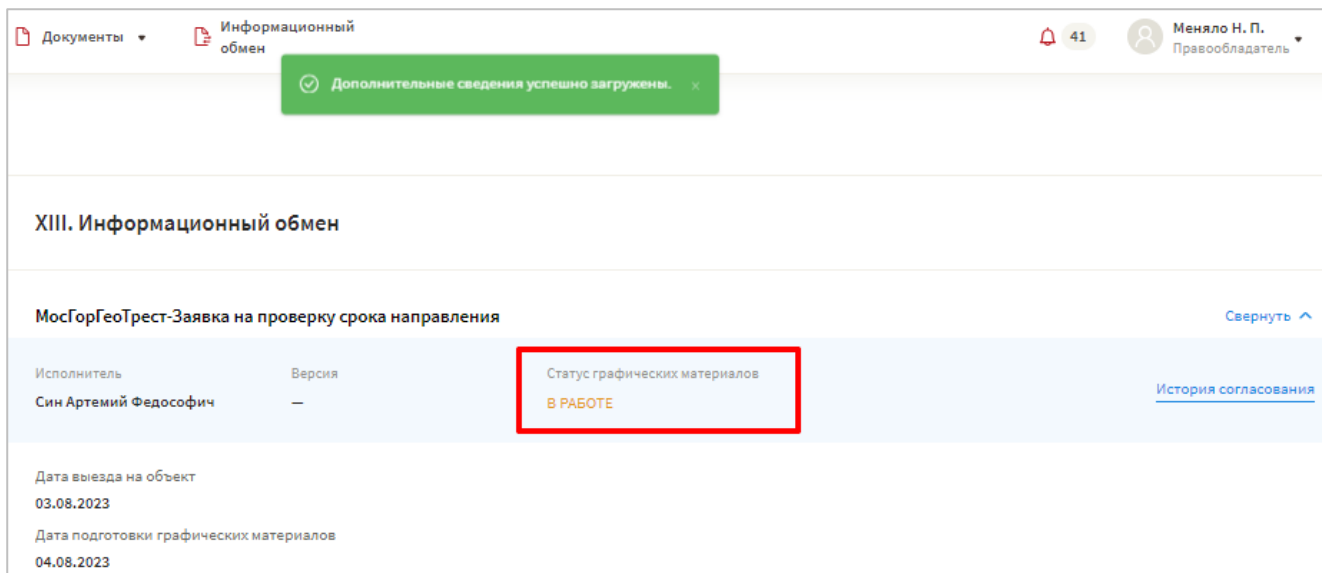 Документы
Информационный
обмен
41
Меняло Н. П.
Правообладатель
Дополнительные сведения успешно загружены.
XIII. Информационный обмен
МосГорГеоТрест-Заявка на проверку срока направления
Свернуть
Исполнитель
Версия
Статус графических материалов
Син Артемий Федософич
—
В РАБОТЕ
История согласования
Дата выезда на объект
03.08.2023
Дата подготовки графических материалов
04.08.2023